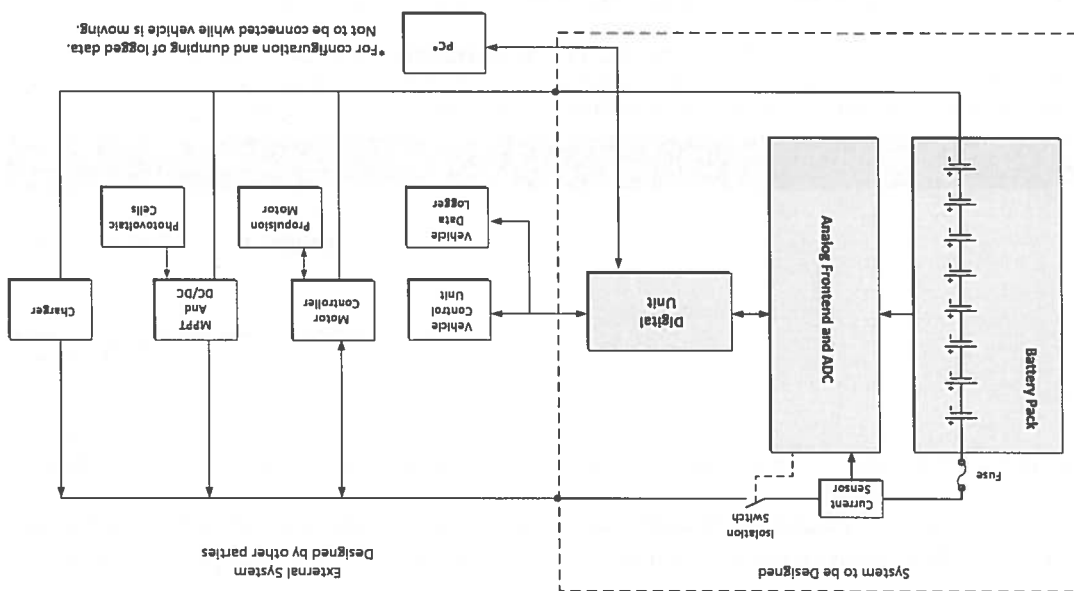 System to be Designed
External System
Designed by other parties
Isolation
Switch
Fuse
Current
Sensor
Battery Pack
Analog Frontend and ADC
Digital
Unit
Vehicle
Control
Unit
Motor
Controller
MPPT
And
DC/DC
Charger
Vehicle
Data
Logger
Propulsion
Motor
Photovoltaic
Cells
+
-
+
-
+
-
+
-
+
-
+
-
+
-
PC*
*For configuration and dumping of logged data.
Not to be connected while vehicle is moving.